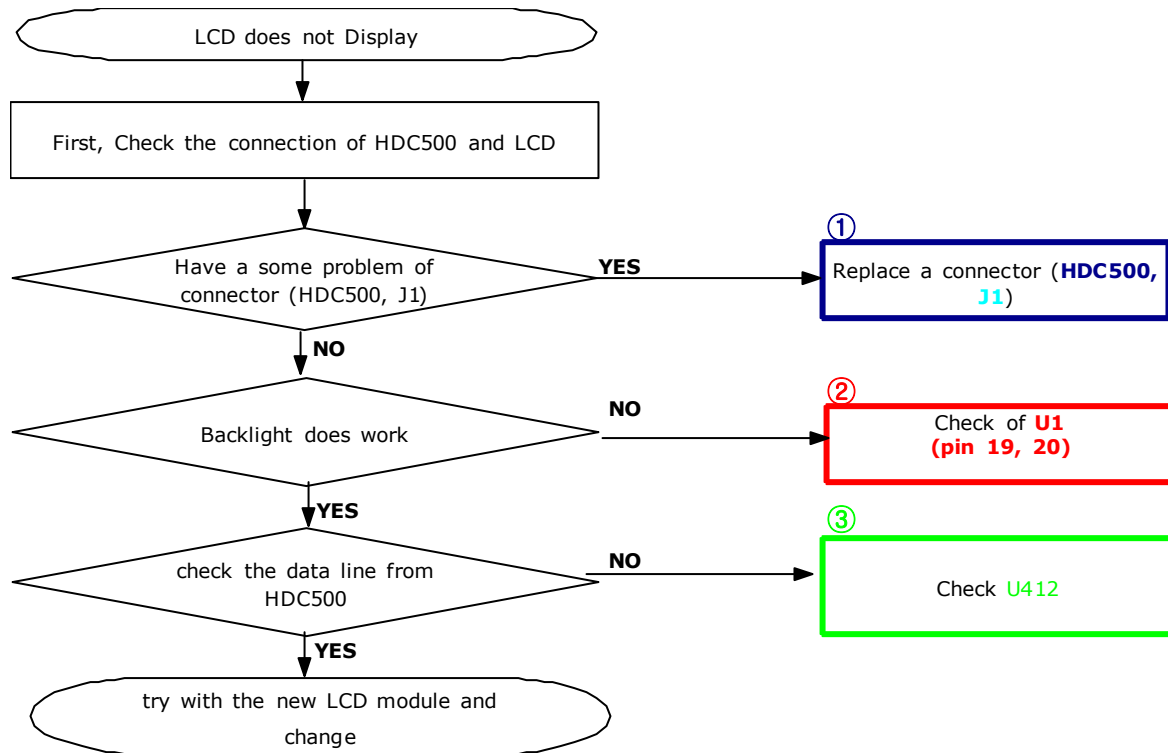 LCD does not Display
First, Check the connection of HDC500 and LCD
①
Have a some problem of
connector (HDC500, J1)
YES
Replace a connector (HDC500,
J1)
NO
②
Backlight does work
NO
Check of U1
(pin 19, 20)
YES
③
check the data line from
HDC500
NO
Check U412
YES
try with the new LCD module and
change